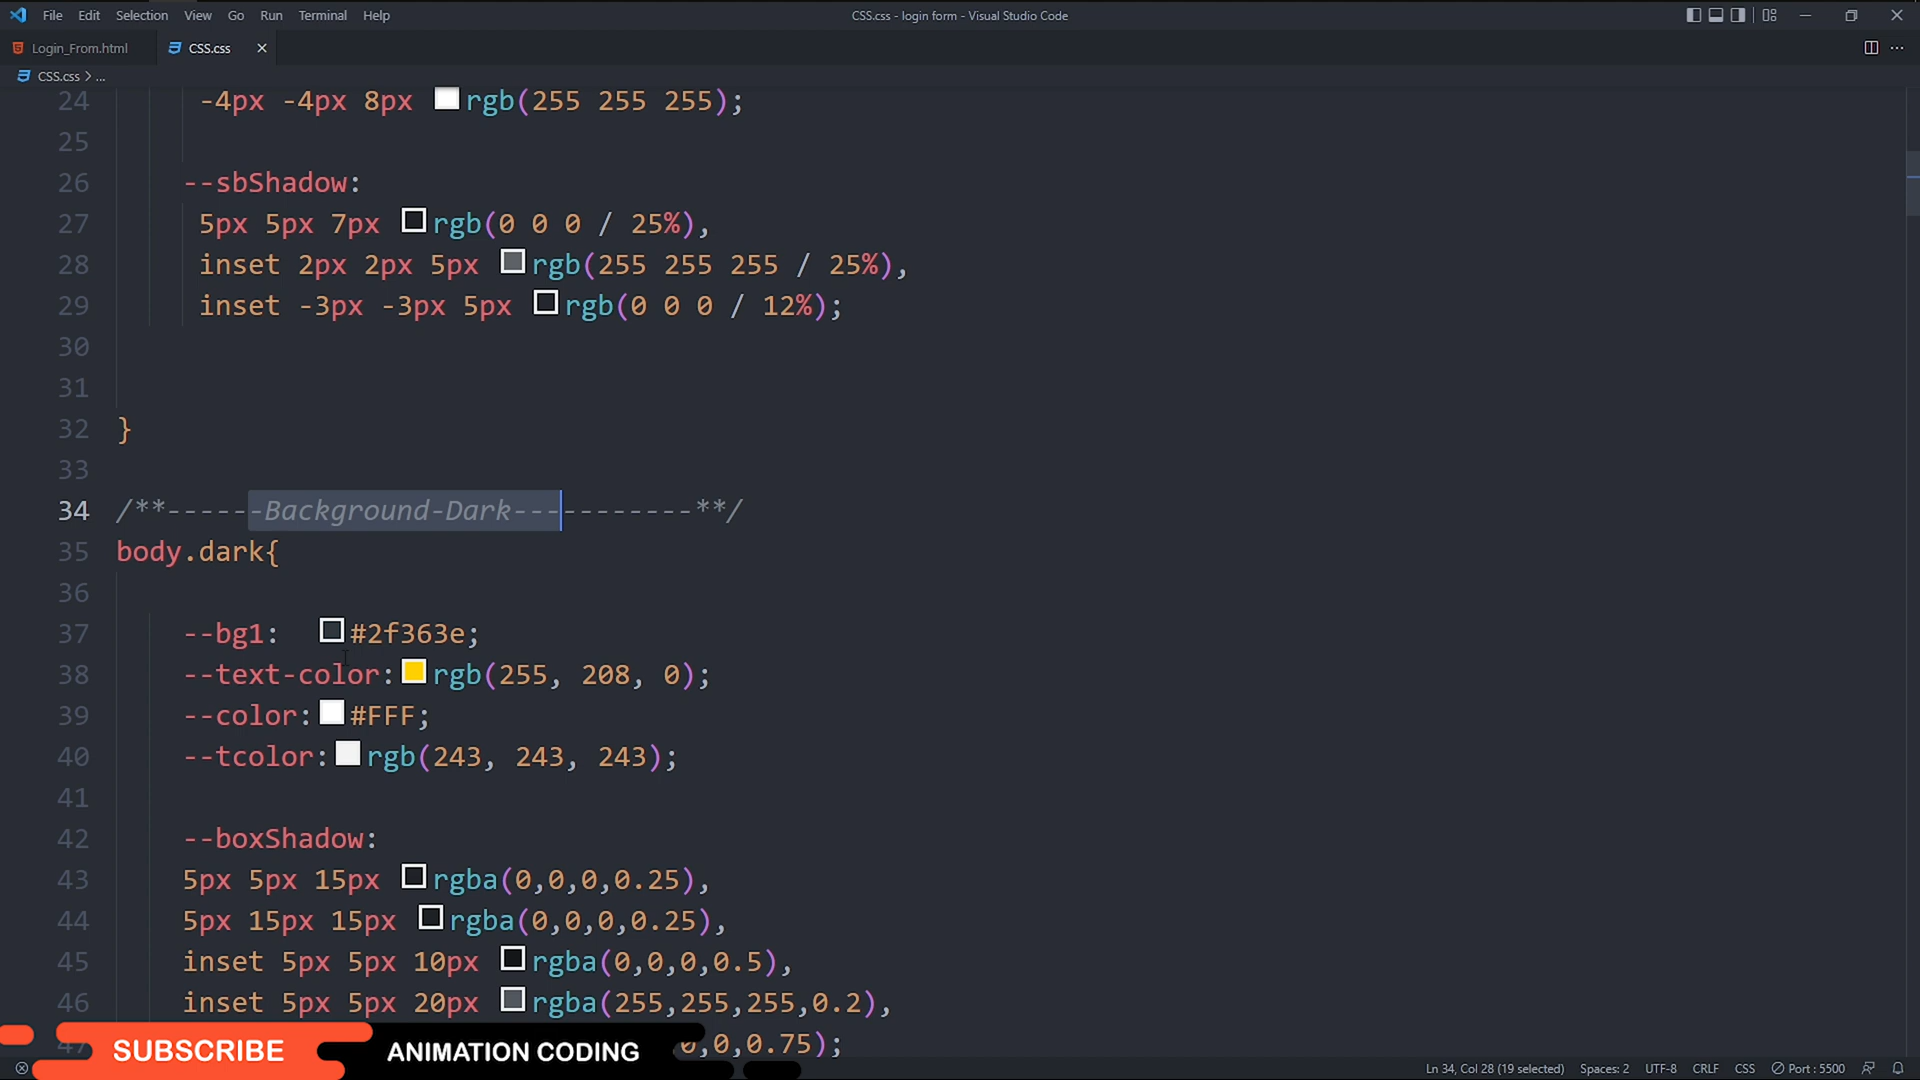 File Edit Selection View Go Run Terminal Help CSS.css - login form - Visual Studio Code
Login_From.html CSS.css
CSS.css > ...
24 -4px -4px 8px rgb(255 255 255);
25
26 --sbShadow:
27 5px 5px 7px rgb(0 0 0 / 25%),
28 inset 2px 2px 5px rgb(255 255 255 / 25%),
29 inset -3px -3px 5px rgb(0 0 0 / 12%);
30
31
32 }
33
34 /**------Background-Dark-----------**/
35 body.dark{
36
37 --bg1: #2f363e;
38 --text-color: rgb(255, 208, 0);
39 --color: #FFF;
40 --tcolor: rgb(243, 243, 243);
41
42 --boxShadow:
43 5px 5px 15px rgba(0,0,0,0.25),
44 5px 15px 15px rgba(0,0,0,0.25),
45 inset 5px 5px 10px rgba(0,0,0,0.5),
46 inset 5px 5px 20px rgba(255,255,255,0.2),
47 0,0,0.75);
SUBSCRIBE ANIMATION CODING
Ln 34, Col 28 (19 selected) Spaces: 2 UTF-8 CRLF CSS Port : 5500